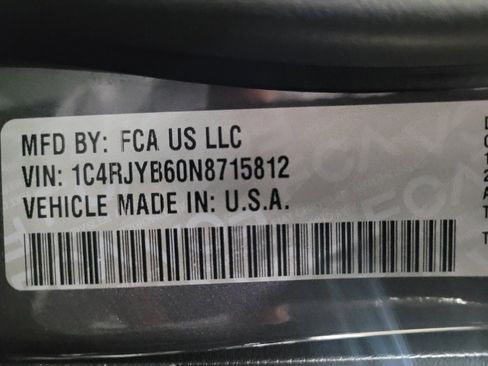 MFD BY: FCA US LLC
VIN: 1C4RJYB60N8715812
VEHICLE MADE IN: U.S.A.